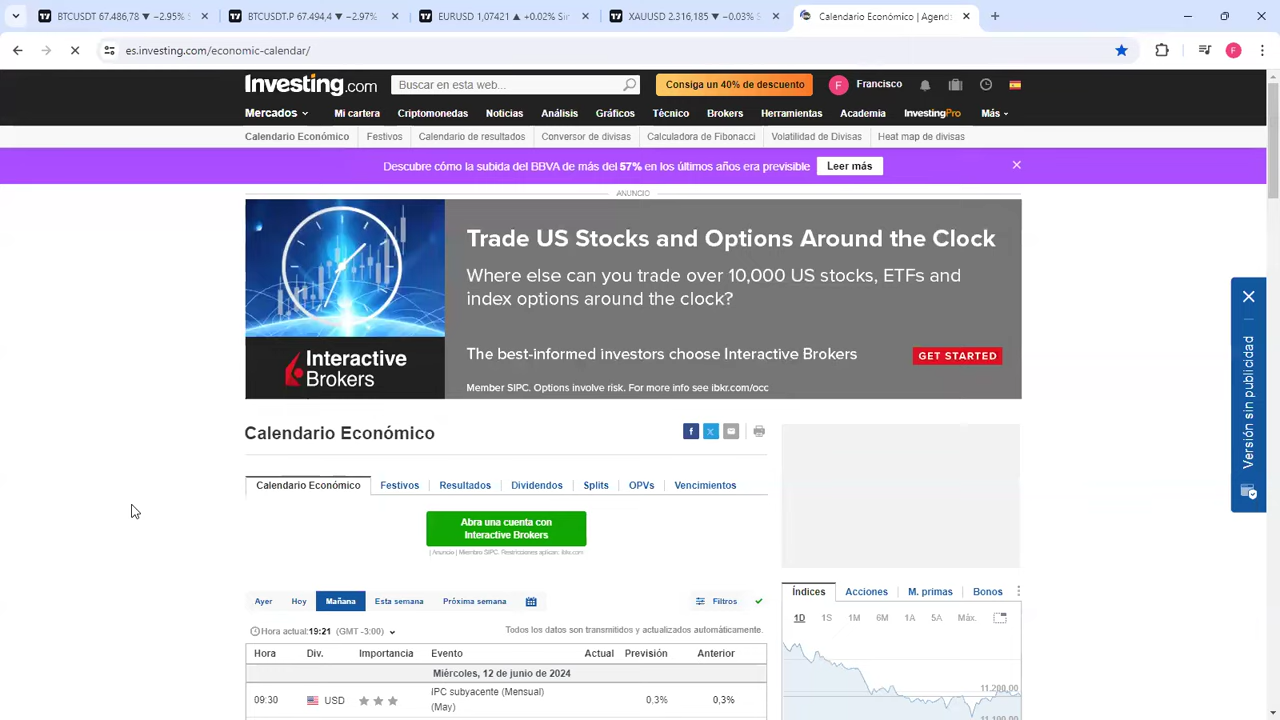 BTCUSDT 67.486,78 ▼ −2.95%
BTCUSDT.P 67.494,4 ▼ −2.97%
EURUSD 1,07421 ▲ +0.02% Sin
XAUUSD 2.316,185 ▼ −0.03% S
Calendario Económico | Agend
es.investing.com/economic-calendar/
F
Investing.com
Buscar en esta web...
Consiga un 40% de descuento
F
Francisco
Mercados
Mi cartera
Criptomonedas
Noticias
Análisis
Gráficos
Técnico
Brokers
Herramientas
Academia
InvestingPro
Más
Calendario Económico
Festivos
Calendario de resultados
Conversor de divisas
Calculadora de Fibonacci
Volatilidad de Divisas
Heat map de divisas
Descubre cómo la subida del BBVA de más del 57% en los últimos años era previsible
Leer más
ANUNCIO
Trade US Stocks and Options Around the Clock
Where else can you trade over 10,000 US stocks, ETFs and
index options around the clock?
Interactive
Brokers
The best-informed investors choose Interactive Brokers
GET STARTED
Member SIPC. Options involve risk. For more info see ibkr.com/occ
Versión sin publicidad
Calendario Económico
Calendario Económico
Festivos
Resultados
Dividendos
Splits
OPVs
Vencimientos
Abra una cuenta con
Interactive Brokers
| Anuncio | Miembro SIPC. Restricciones aplican. ibkr.com
Ayer
Hoy
Mañana
Esta semana
Próxima semana
Filtros
Hora actual:19:21 (GMT -3:00)
Todos los datos son transmitidos y actualizados automáticamente.
Hora
Div.
Importancia
Evento
Actual
Previsión
Anterior
Miércoles, 12 de junio de 2024
09:30
USD
IPC subyacente (Mensual)
(May)
0,3%
0,3%
Índices
Acciones
M. primas
Bonos
1D
1S
1M
6M
1A
5A
Máx.
11.200,00